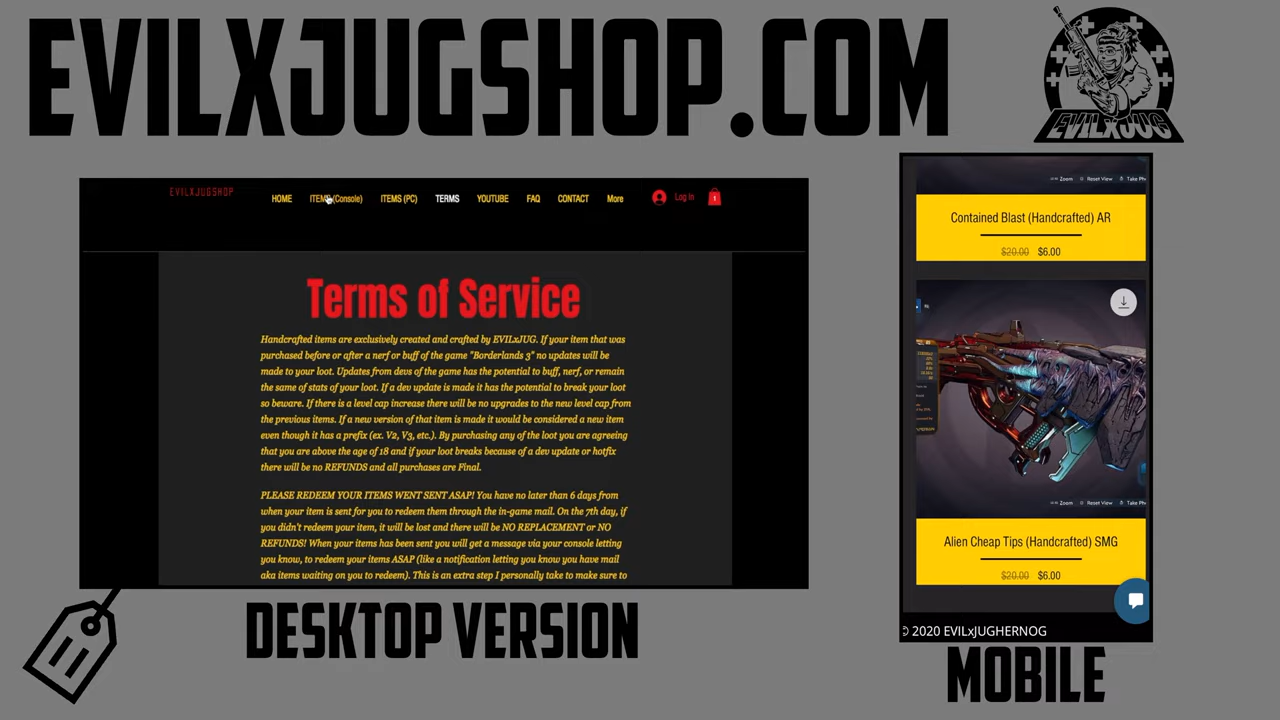 EVILXJUGSHOP.COM
EVILXJUG
EVILXJUGSHOP
HOME
ITEMS (Console)
ITEMS (PC)
TERMS
YOUTUBE
FAQ
CONTACT
More
Log In
1
Terms of Service
Handcrafted items are exclusively created and crafted by EVILxJUG. If your item that was
purchased before or after a nerf or buff of the game "Borderlands 3" no updates will be
made to your loot. Updates from devs of the game has the potential to buff, nerf, or remain
the same of stats of your loot. If a dev update is made it has the potential to break your loot
so beware. If there is a level cap increase there will be no upgrades to the new level cap from
the previous items. If a new version of that item is made it would be considered a new item
even though it has a prefix (ex. V2, V3, etc.). By purchasing any of the loot you are agreeing
that you are above the age of 18 and if your loot breaks because of a dev update or hotfix
there will be no REFUNDS and all purchases are Final.
PLEASE REDEEM YOUR ITEMS WENT SENT ASAP! You have no later than 6 days from
when your item is sent for you to redeem them through the in-game mail. On the 7th day, if
you didn't redeem your item, it will be lost and there will be NO REPLACEMENT or NO
REFUNDS! When your items has been sent you will get a message via your console letting
you know, to redeem your items ASAP (like a notification letting you know you have mail
aka items waiting on you to redeem). This is an extra step I personally take to make sure to
DESKTOP VERSION
Zoom
Reset View
Take Ph
Contained Blast (Handcrafted) AR
$20.00 $6.00
Zoom
Reset View
Take Ph
Alien Cheap Tips (Handcrafted) SMG
$20.00 $6.00
© 2020 EVILxJUGHERNOG
MOBILE